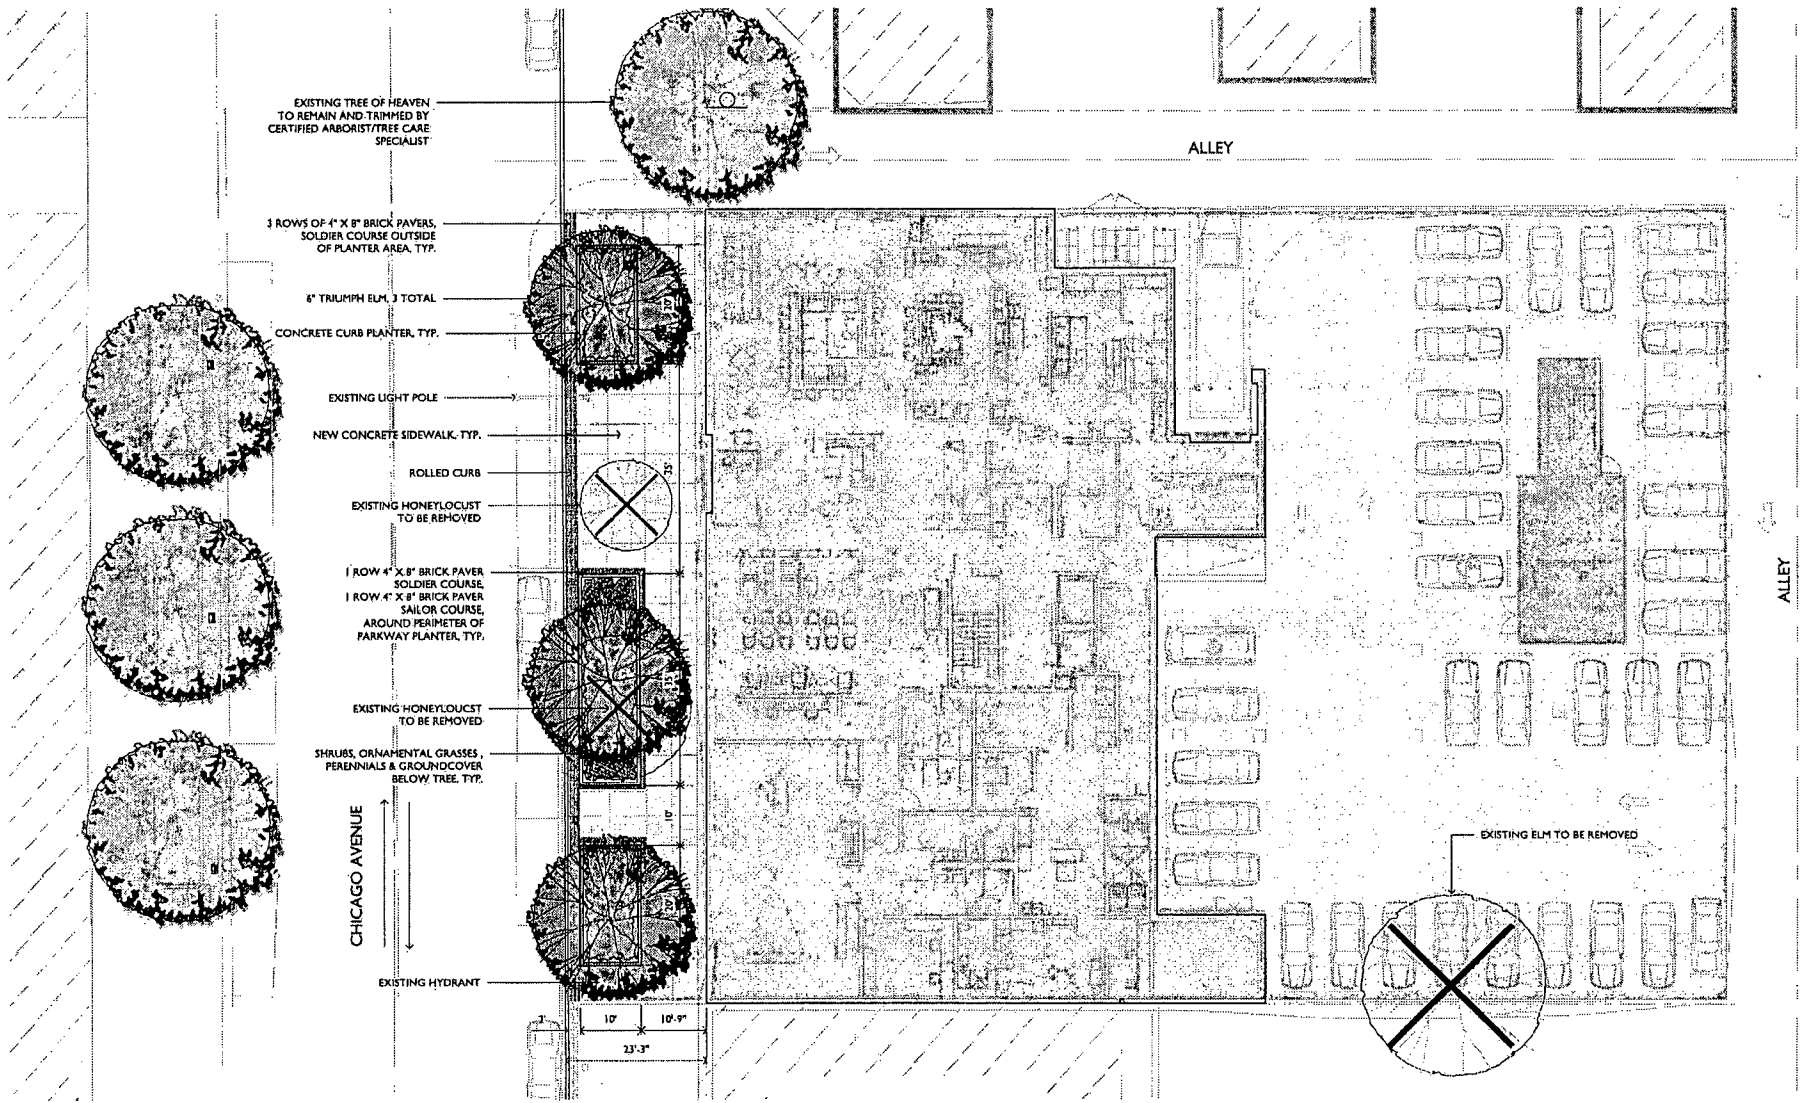 EXISTING TREE OF HEAVEN
TO REMAIN AND TRIMMED BY
CERTIFIED ARBORIST/TREE CARE
SPECIALIST
ALLEY
3 ROWS OF 4" X 8" BRICK PAVERS,
SOLDIER COURSE OUTSIDE
OF PLANTER AREA, TYP.
6" TRIUMPH ELM, 3 TOTAL
20'
CONCRETE CURB PLANTER, TYP.
EXISTING LIGHT POLE
NEW CONCRETE SIDEWALK, TYP.
ROLLED CURB
35'
EXISTING HONEYLOCUST
TO BE REMOVED
1 ROW 4" X 8" BRICK PAVER
SOLDIER COURSE,
1 ROW 4" X 8" BRICK PAVER
SAILOR COURSE,
AROUND PERIMETER OF
PARKWAY PLANTER, TYP.
ALLEY
35'
EXISTING HONEYLOUCST
TO BE REMOVED
SHRUBS, ORNAMENTAL GRASSES,
PERENNIALS & GROUNDCOVER
BELOW TREE, TYP.
10'
CHICAGO AVENUE
EXISTING ELM TO BE REMOVED
20'
EXISTING HYDRANT
10'
10'-9"
23'-3"